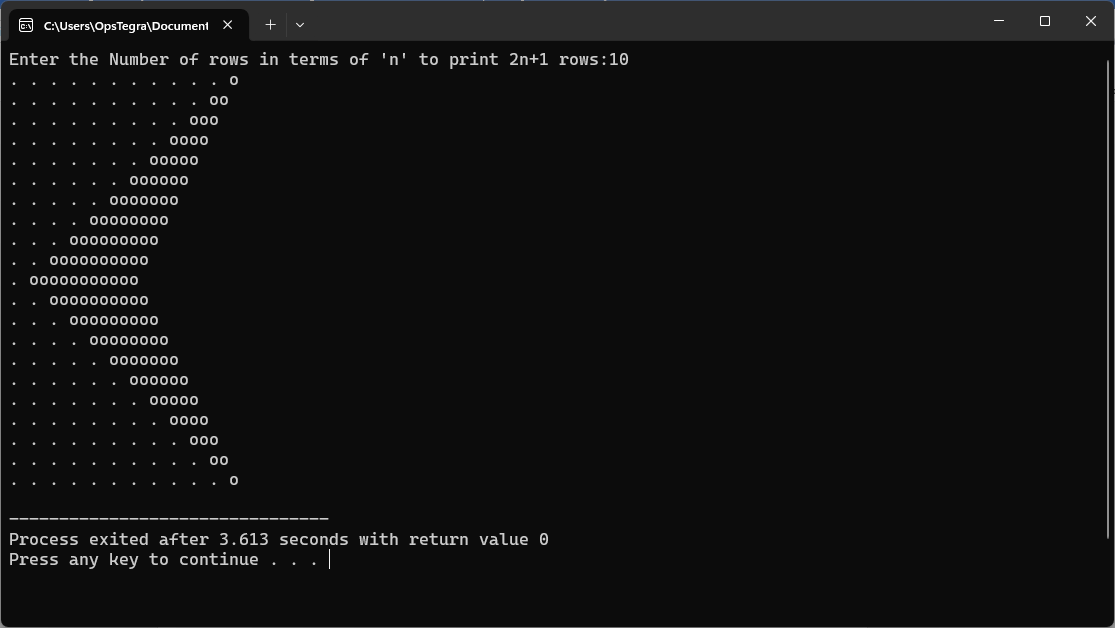 C:\Users\OpsTegra\Document
Enter the Number of rows in terms of 'n' to print 2n+1 rows:10
. . . . . . . . . . . o
. . . . . . . . . . oo
. . . . . . . . . ooo
. . . . . . . . oooo
. . . . . . . ooooo
. . . . . . oooooo
. . . . . ooooooo
. . . . oooooooo
. . . ooooooooo
. . oooooooooo
. ooooooooooo
. . oooooooooo
. . . ooooooooo
. . . . oooooooo
. . . . . ooooooo
. . . . . . oooooo
. . . . . . . ooooo
. . . . . . . . oooo
. . . . . . . . . ooo
. . . . . . . . . . oo
. . . . . . . . . . . o
--------------------------------
Process exited after 3.613 seconds with return value 0
Press any key to continue . . .